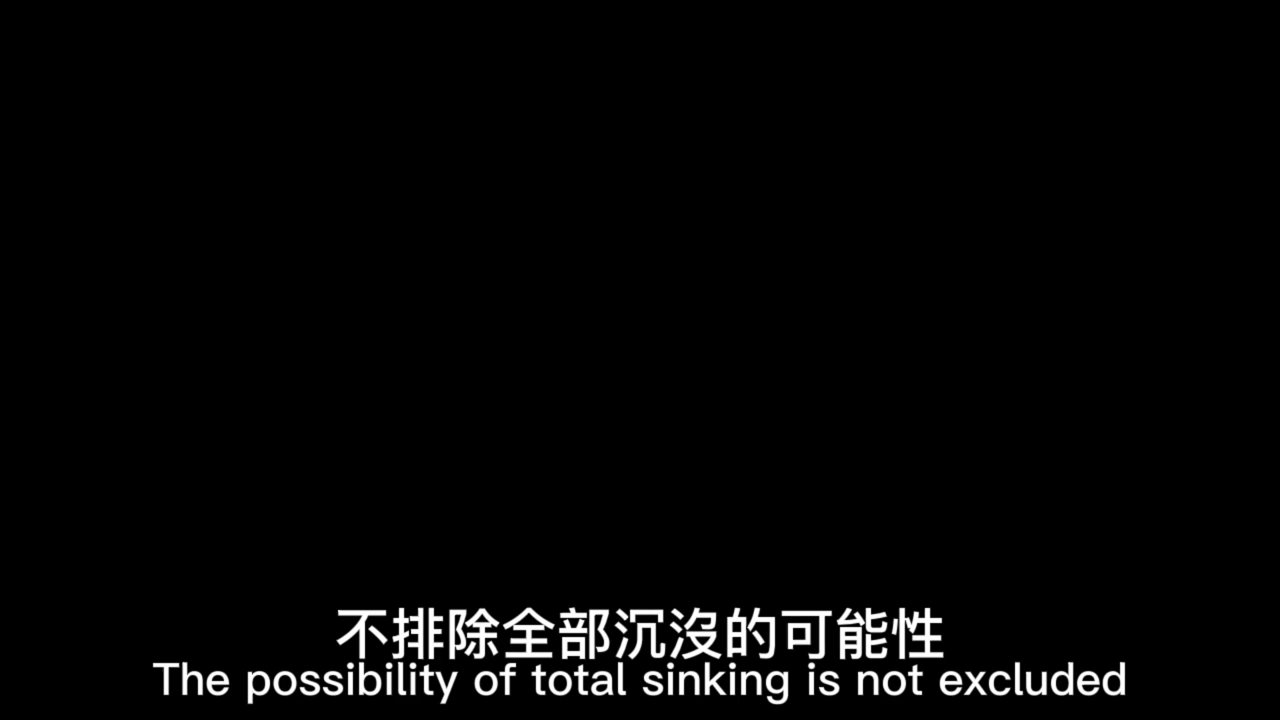 不排除全部沉沒的可能性
The possibility of total sinking is not excluded